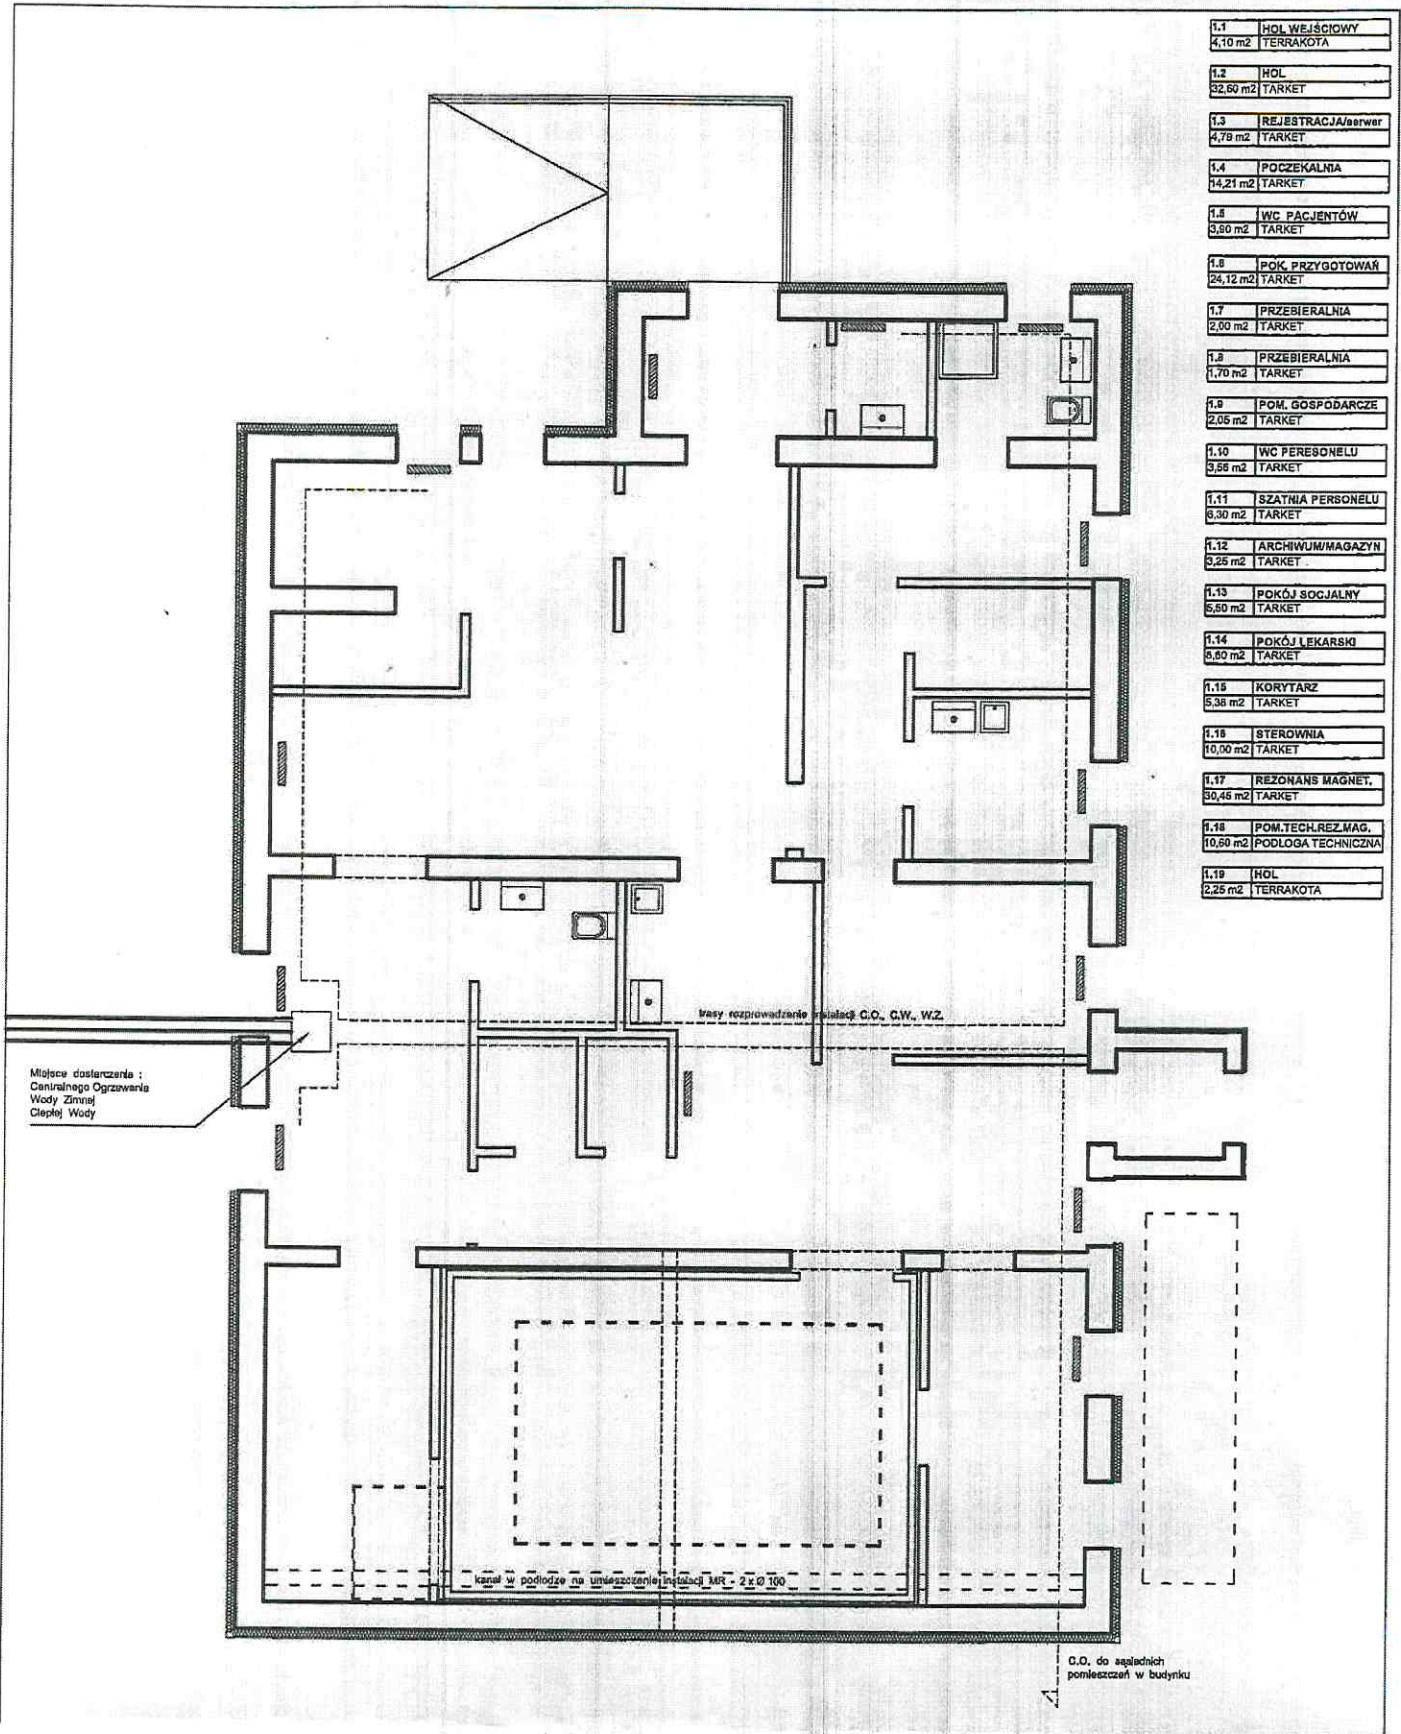 1.1 HOL WEJŚCIOWY
4,10 m2 TERRAKOTA
1.2 HOL
32,60 m2 TARKET
1.3 REJESTRACJA/serwer
4,79 m2 TARKET
1.4 POCZEKALNIA
14,21 m2 TARKET
1.5 WC PACJENTÓW
3,90 m2 TARKET
1.6 POK. PRZYGOTOWAŃ
24,12 m2 TARKET
1.7 PRZEBIERALNIA
2,00 m2 TARKET
1.8 PRZEBIERALNIA
1,70 m2 TARKET
1.9 POM. GOSPODARCZE
2,05 m2 TARKET
1.10 WC PERESONELU
3,56 m2 TARKET
1.11 SZATNIA PERSONELU
6,30 m2 TARKET
1.12 ARCHIWUM/MAGAZYN
3,25 m2 TARKET
1.13 POKÓJ SOCJALNY
5,50 m2 TARKET
1.14 POKÓJ LEKARSKI
8,60 m2 TARKET
1.15 KORYTARZ
5,38 m2 TARKET
1.16 STEROWNIA
10,00 m2 TARKET
1.17 REZONANS MAGNET.
30,45 m2 TARKET
1.18 POM.TECH.REZ.MAG.
10,60 m2 PODŁOGA TECHNICZNA
1.19 HOL
2,25 m2 TERRAKOTA
trasy rozprowadzenie instalacji C.O., C.W., W.Z.
Miejsce dostarczenia :
Centralnego Ogrzewania
Wody Zimnej
Ciepłej Wody
kanał w podłodze na umieszczenie instalacji MR - 2 x Ø 100
C.O. do sąsiednich
pomieszczeń w budynku